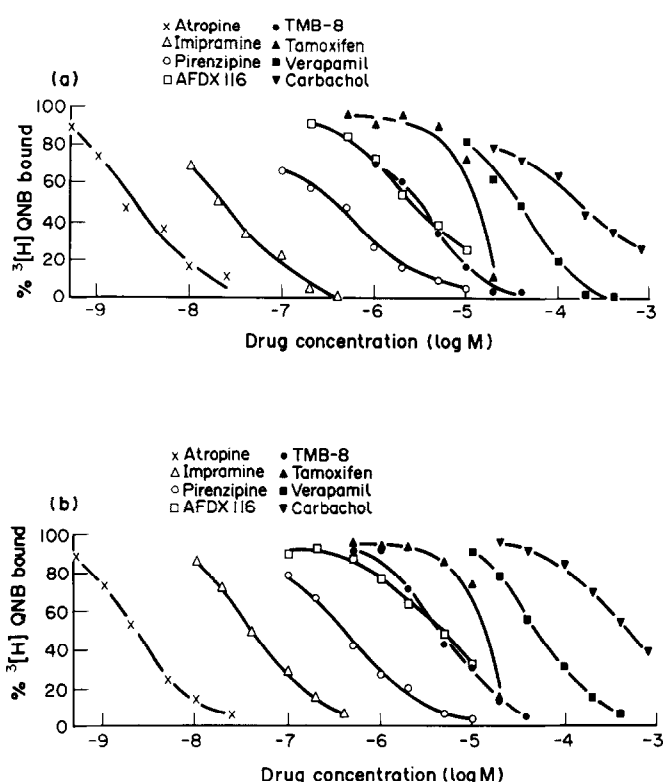 × Atropine • TMB-8
△ Imipramine ▲ Tamoxifen
○ Pirenzipine ■ Verapamil
□ AFDX 116 ▼ Carbachol
(a)
% ³[H] QNB bound
100
80
60
40
20
0
-9 -8 -7 -6 -5 -4 -3
Drug concentration (log M)
× Atropine • TMB-8
△ Impramine ▲ Tamoxifen
○ Pirenzipine ■ Verapamil
□ AFDX 116 ▼ Carbachol
(b)
% ³[H] QNB bound
100
80
60
40
20
0
-9 -8 -7 -6 -5 -4 -3
Drug concentration (log M)